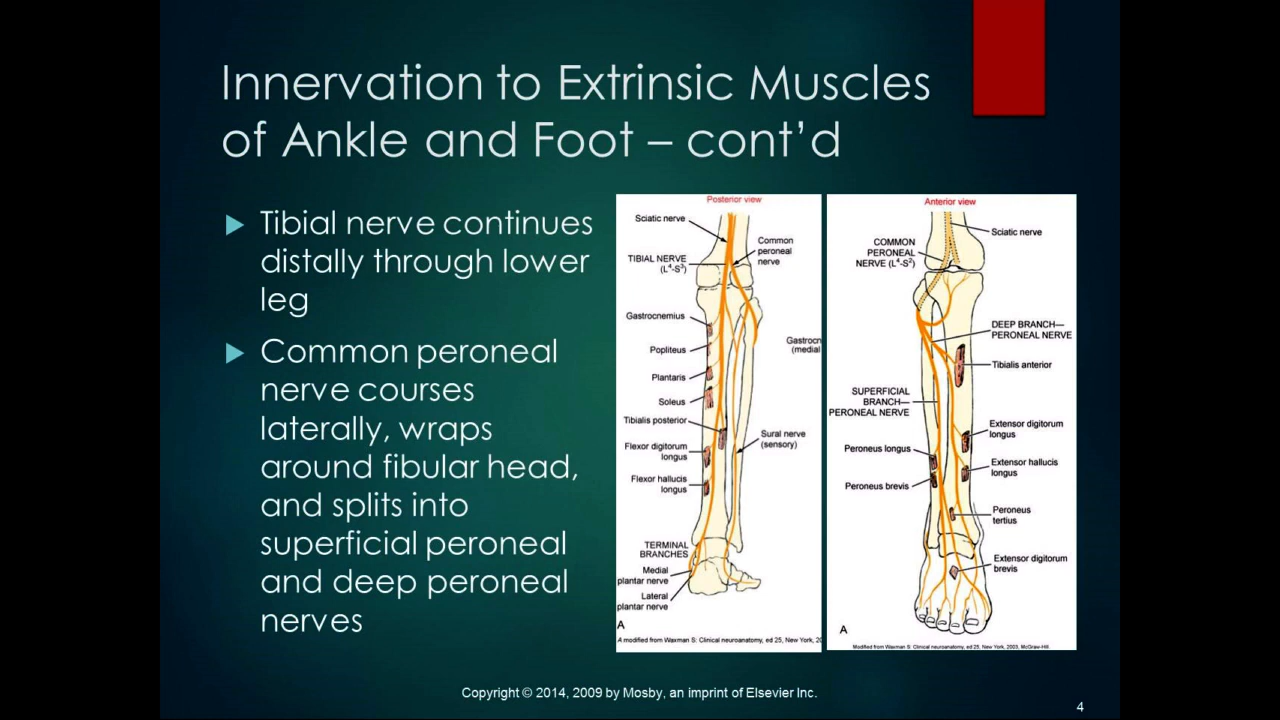 Innervation to Extrinsic Muscles
of Ankle and Foot – cont’d
Tibial nerve continues
distally through lower
leg
Common peroneal
nerve courses
laterally, wraps
around fibular head,
and splits into
superficial peroneal
and deep peroneal
nerves
Posterior view
Sciatic nerve
Common
peroneal
nerve
TIBIAL NERVE
(L⁴-S³)
Gastrocnemius
Popliteus
Plantaris
Soleus
Tibialis posterior
Flexor digitorum
longus
Flexor hallucis
longus
Gastrocn
(medial
Sural nerve
(sensory)
TERMINAL
BRANCHES
Medial
plantar nerve
Lateral
plantar nerve
A
A modified from Waxman S: Clinical neuroanatomy, ed 25, New York, 20
Anterior view
Sciatic nerve
COMMON
PERONEAL
NERVE (L⁴-S²)
DEEP BRANCH—
PERONEAL NERVE
Tibialis anterior
SUPERFICIAL
BRANCH—
PERONEAL NERVE
Extensor digitorum
longus
Peroneus longus
Extensor hallucis
longus
Peroneus brevis
Peroneus
tertius
Extensor digitorum
brevis
A
Modified from Waxman S: Clinical neuroanatomy, ed 25, New York, 2003, McGraw-Hill.
Copyright © 2014, 2009 by Mosby, an imprint of Elsevier Inc.
4